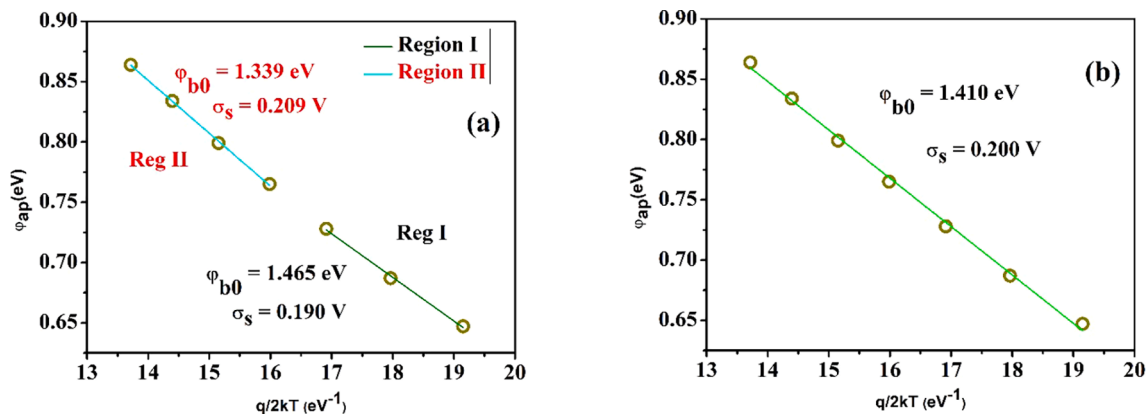 (a)
Region I
Region II
φb0 = 1.339 eV
σs = 0.209 V
Reg II
Reg I
φb0 = 1.465 eV
σs = 0.190 V
0.90
0.85
0.80
0.75
0.70
0.65
φap(eV)
13 14 15 16 17 18 19 20
q/2kT (eV⁻¹)
(b)
φb0 = 1.410 eV
σs = 0.200 V
0.90
0.85
0.80
0.75
0.70
0.65
φap(eV)
13 14 15 16 17 18 19 20
q/2kT (eV⁻¹)